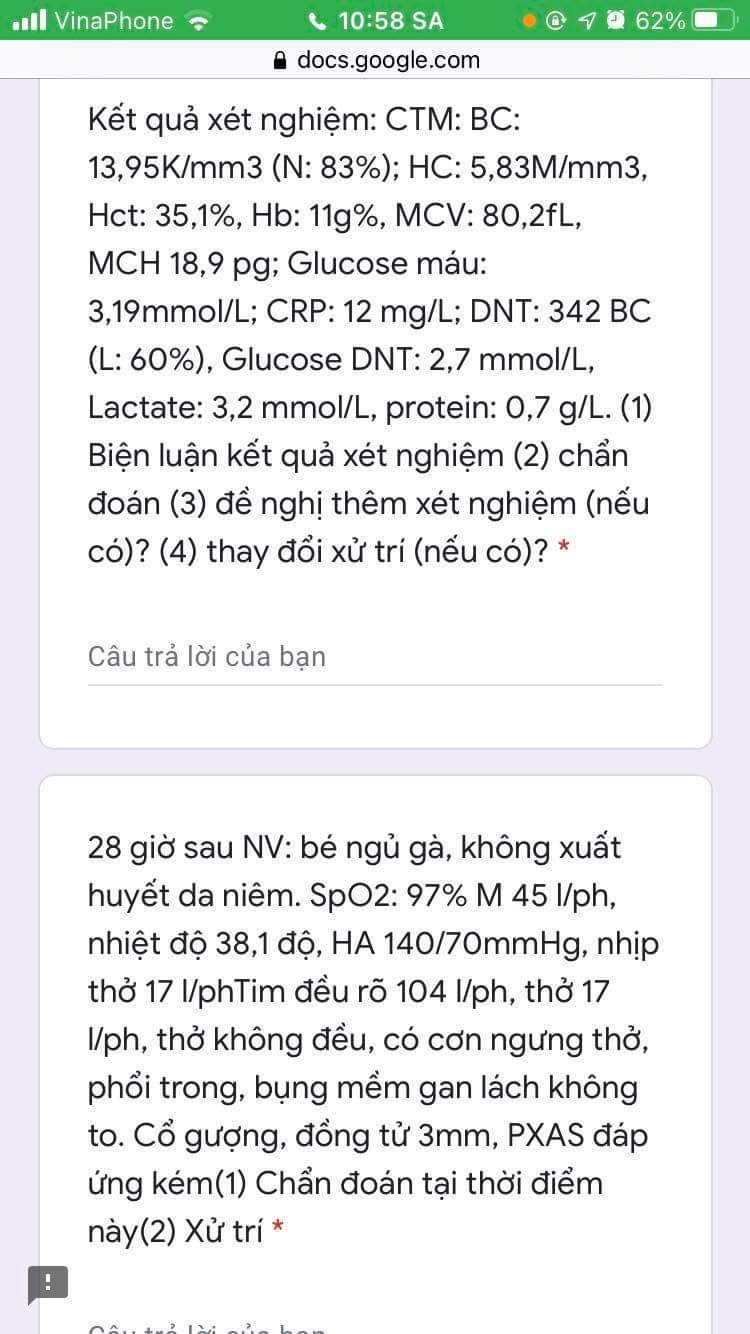 VinaPhone 10:58 SA 62%
docs.google.com
Kết quả xét nghiệm: CTM: BC:
13,95K/mm3 (N: 83%); HC: 5,83M/mm3,
Hct: 35,1%, Hb: 11g%, MCV: 80,2fL,
MCH 18,9 pg; Glucose máu:
3,19mmol/L; CRP: 12 mg/L; DNT: 342 BC
(L: 60%), Glucose DNT: 2,7 mmol/L,
Lactate: 3,2 mmol/L, protein: 0,7 g/L. (1)
Biện luận kết quả xét nghiệm (2) chẩn
đoán (3) đề nghị thêm xét nghiệm (nếu
có)? (4) thay đổi xử trí (nếu có)? *
Câu trả lời của bạn
28 giờ sau NV: bé ngủ gà, không xuất
huyết da niêm. SpO2: 97% M 45 l/ph,
nhiệt độ 38,1 độ, HA 140/70mmHg, nhịp
thở 17 l/phTim đều rõ 104 l/ph, thở 17
l/ph, thở không đều, có cơn ngưng thở,
phổi trong, bụng mềm gan lách không
to. Cổ gượng, đồng tử 3mm, PXAS đáp
ứng kém(1) Chẩn đoán tại thời điểm
này(2) Xử trí *
Câu trả lời của bạn